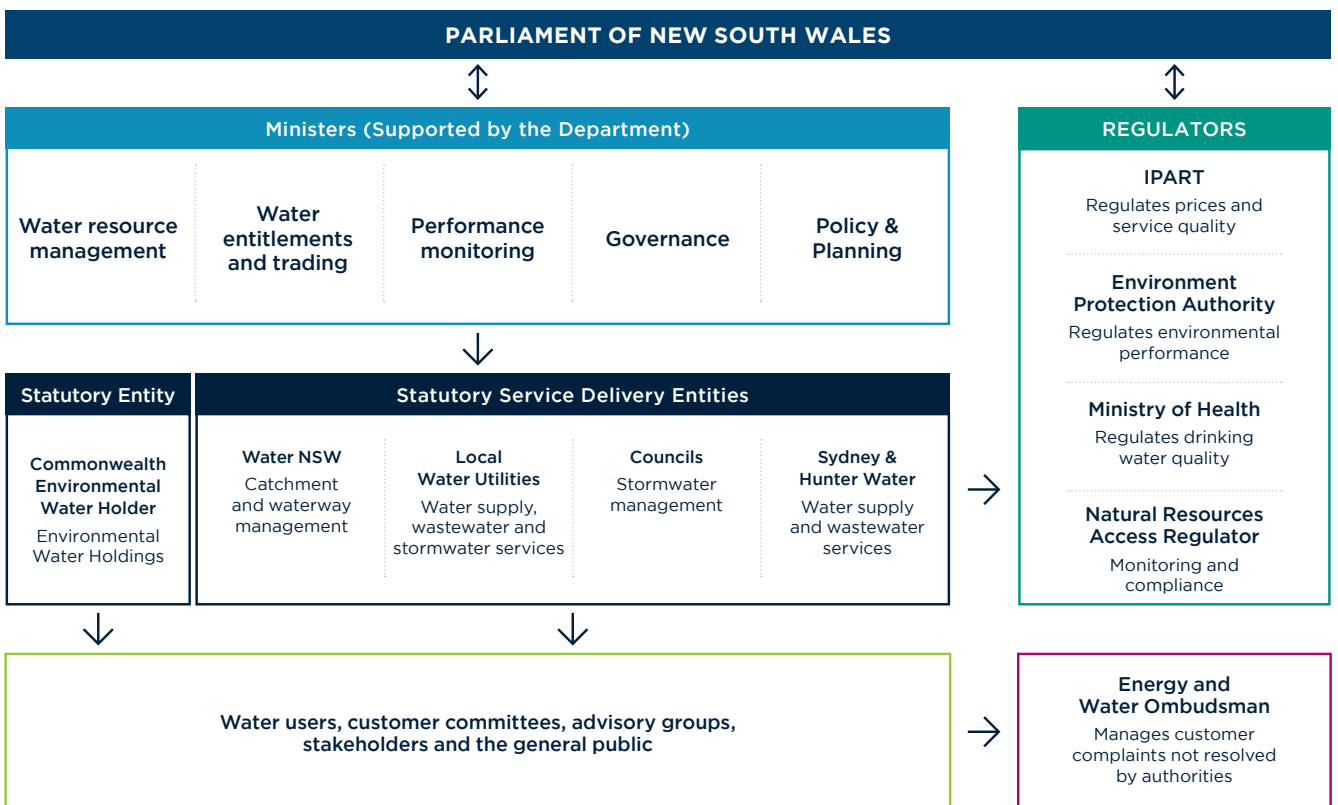 PARLIAMENT OF NEW SOUTH WALES
Ministers (Supported by the Department)
Water resource
management
Water
entitlements
and trading
Performance
monitoring
Governance
Policy &
Planning
REGULATORS
IPART
Regulates prices and
service quality
Environment
Protection Authority
Regulates environmental
performance
Ministry of Health
Regulates drinking
water quality
Natural Resources
Access Regulator
Monitoring and
compliance
Statutory Entity
Commonwealth
Environmental
Water Holder
Environmental
Water Holdings
Statutory Service Delivery Entities
Water NSW
Catchment
and waterway
management
Local
Water Utilities
Water supply,
wastewater and
stormwater services
Councils
Stormwater
management
Sydney &
Hunter Water
Water supply
and wastewater
services
Water users, customer committees, advisory groups,
stakeholders and the general public
Energy and
Water Ombudsman
Manages customer
complaints not resolved
by authorities